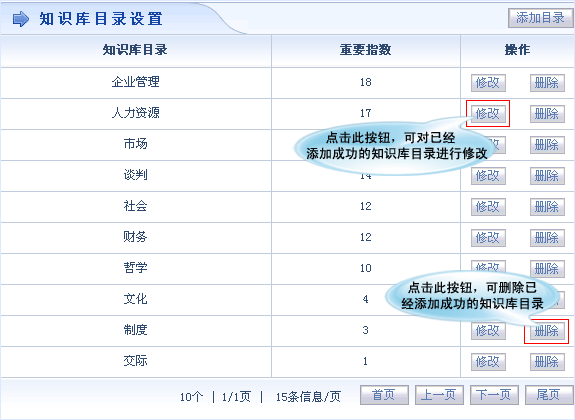 知识库目录设置 添加目录
知识库目录 重要指数 操作
企业管理 18 修改 删除
人力资源 17 修改 删除
点击此按钮，可对已经
添加成功的知识库目录进行修改
市场 删除
谈判 14 修改 删除
社会 12 修改 删除
财务 12 修改 删除
哲学 10 修改 删除
点击此按钮，可删除已
经添加成功的知识库目录
文化 4
制度 3 修改 删除
交际 1 修改 删除
10个 | 1/1页 | 15条信息/页 首页 上一页 下一页 尾页